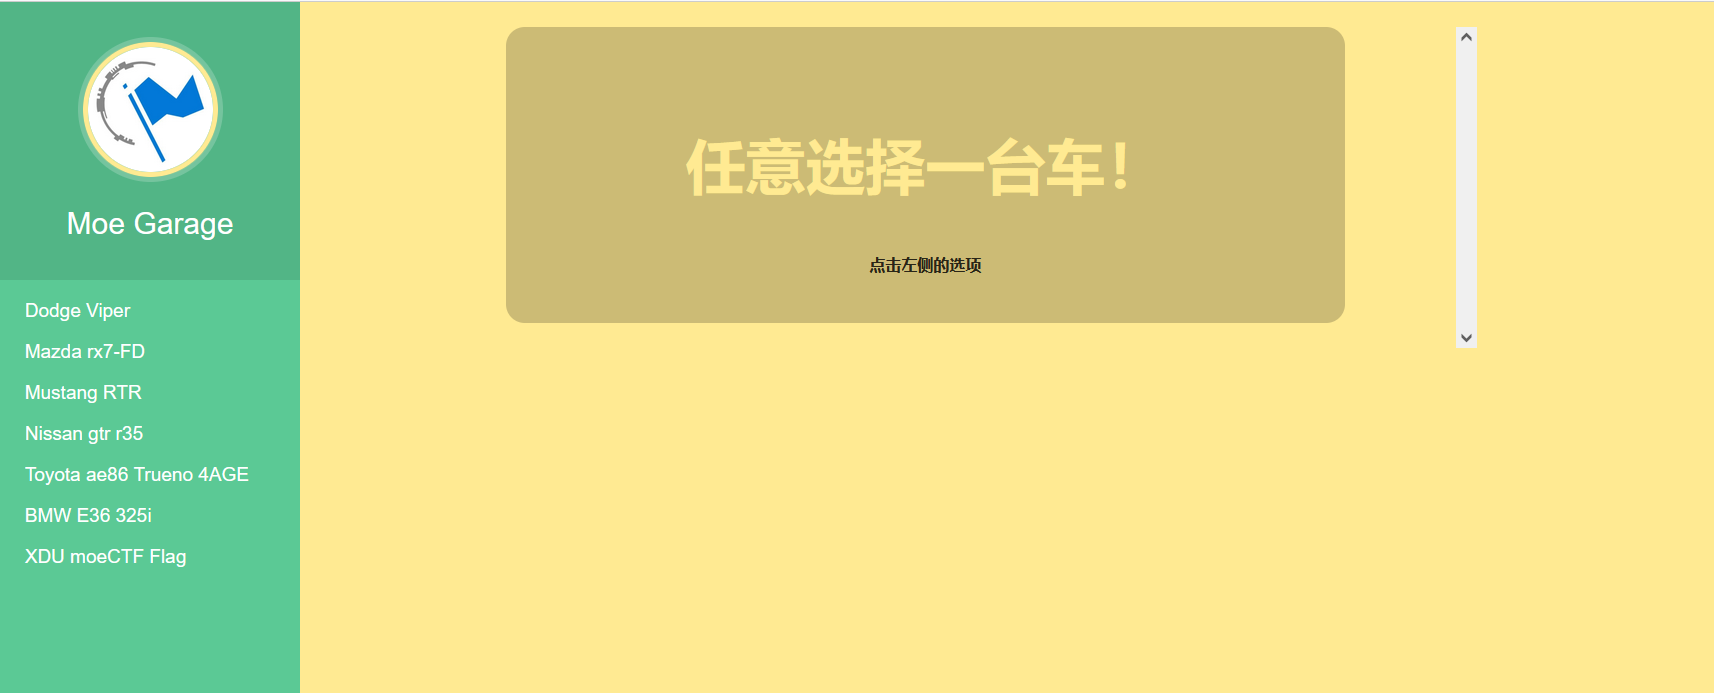 Moe Garage
Dodge Viper
Mazda rx7-FD
Mustang RTR
Nissan gtr r35
Toyota ae86 Trueno 4AGE
BMW E36 325i
XDU moeCTF Flag
任意选择一台车！
点击左侧的选项